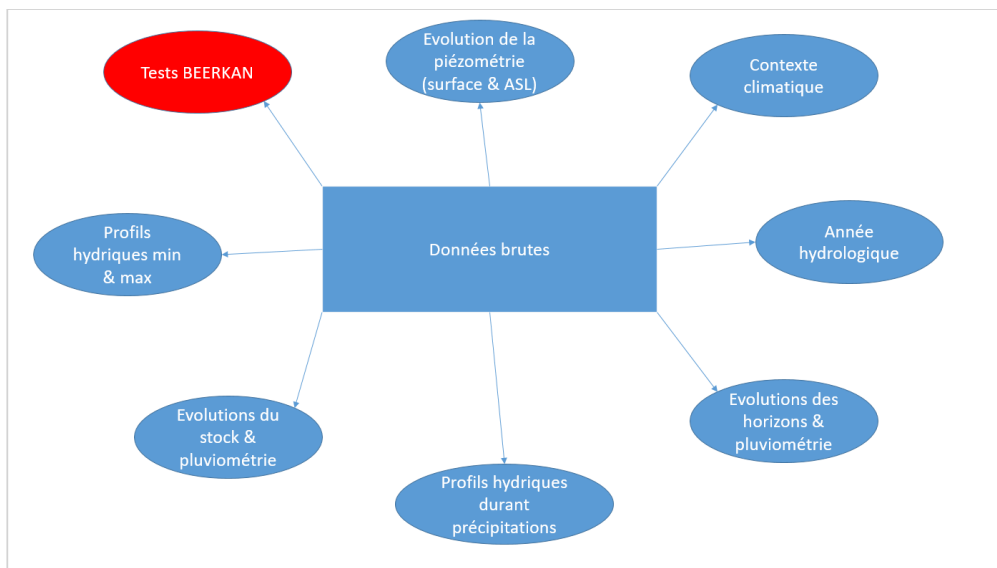 Tests BEERKAN
Evolution de la
piézométrie
(surface & ASL)
Contexte
climatique
Profils
hydriques min
& max
Données brutes
Année
hydrologique
Evolutions du
stock &
pluviométrie
Profils hydriques
durant
précipitations
Evolutions des
horizons &
pluviométrie